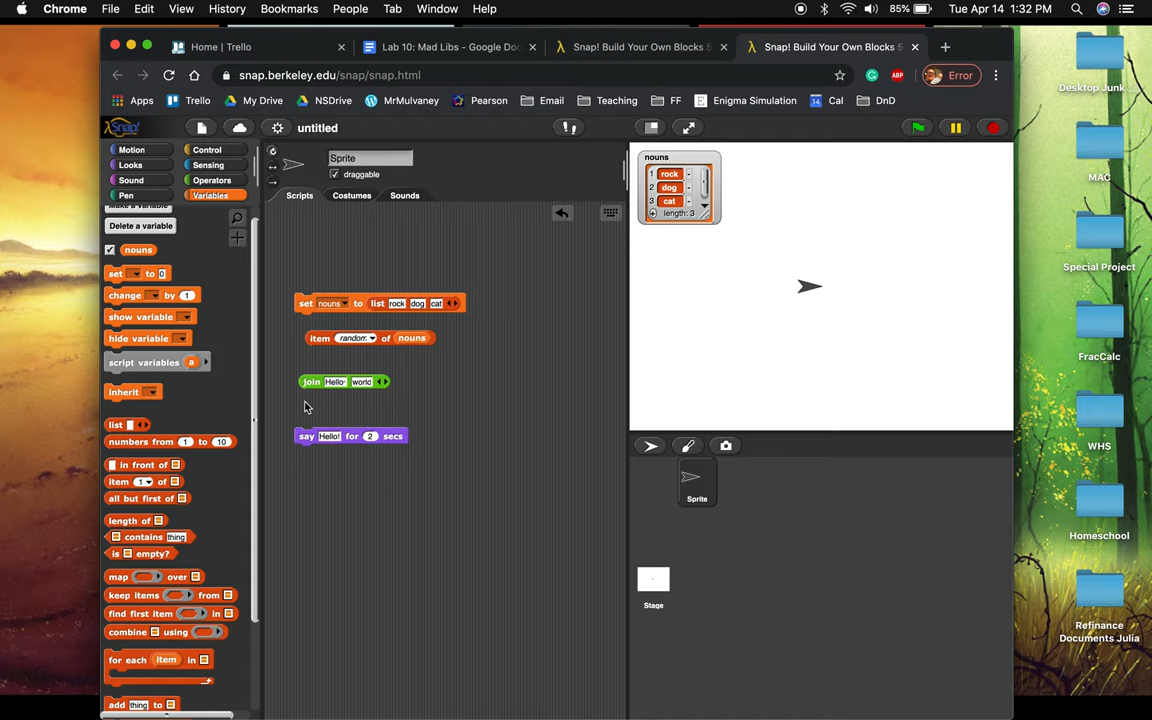 Chrome File Edit View History Bookmarks People Tab Window Help 85% Tue Apr 14 1:32 PM
Home | Trello Lab 10: Mad Libs - Google Doc Snap! Build Your Own Blocks 5 Snap! Build Your Own Blocks 5
snap.berkeley.edu/snap/snap.html ABP Error
Apps Trello My Drive NSDrive MrMulvaney Pearson Email Teaching FF Enigma Simulation 14 Cal DnD
Snap! untitled
Motion Control
Looks Sensing
Sound Operators
Pen Variables
Sprite
draggable
Scripts Costumes Sounds
Make a variable
Delete a variable
nouns
set to 0
change by 1
show variable
hide variable
script variables a
inherit
list
numbers from 1 to 10
in front of
item 1 of
all but first of
length of
contains thing
is empty?
map over
keep items from
find first item in
combine using
for each item in
add thing to
set nouns to list rock dog cat
item random of nouns
join Hello world
say Hello! for 2 secs
nouns
1 rock
2 dog
3 cat
+ length: 3
Sprite
Stage
Desktop Junk
MAC
Special Project
FracCalc
WHS
Homeschool
Refinance
Documents Julia